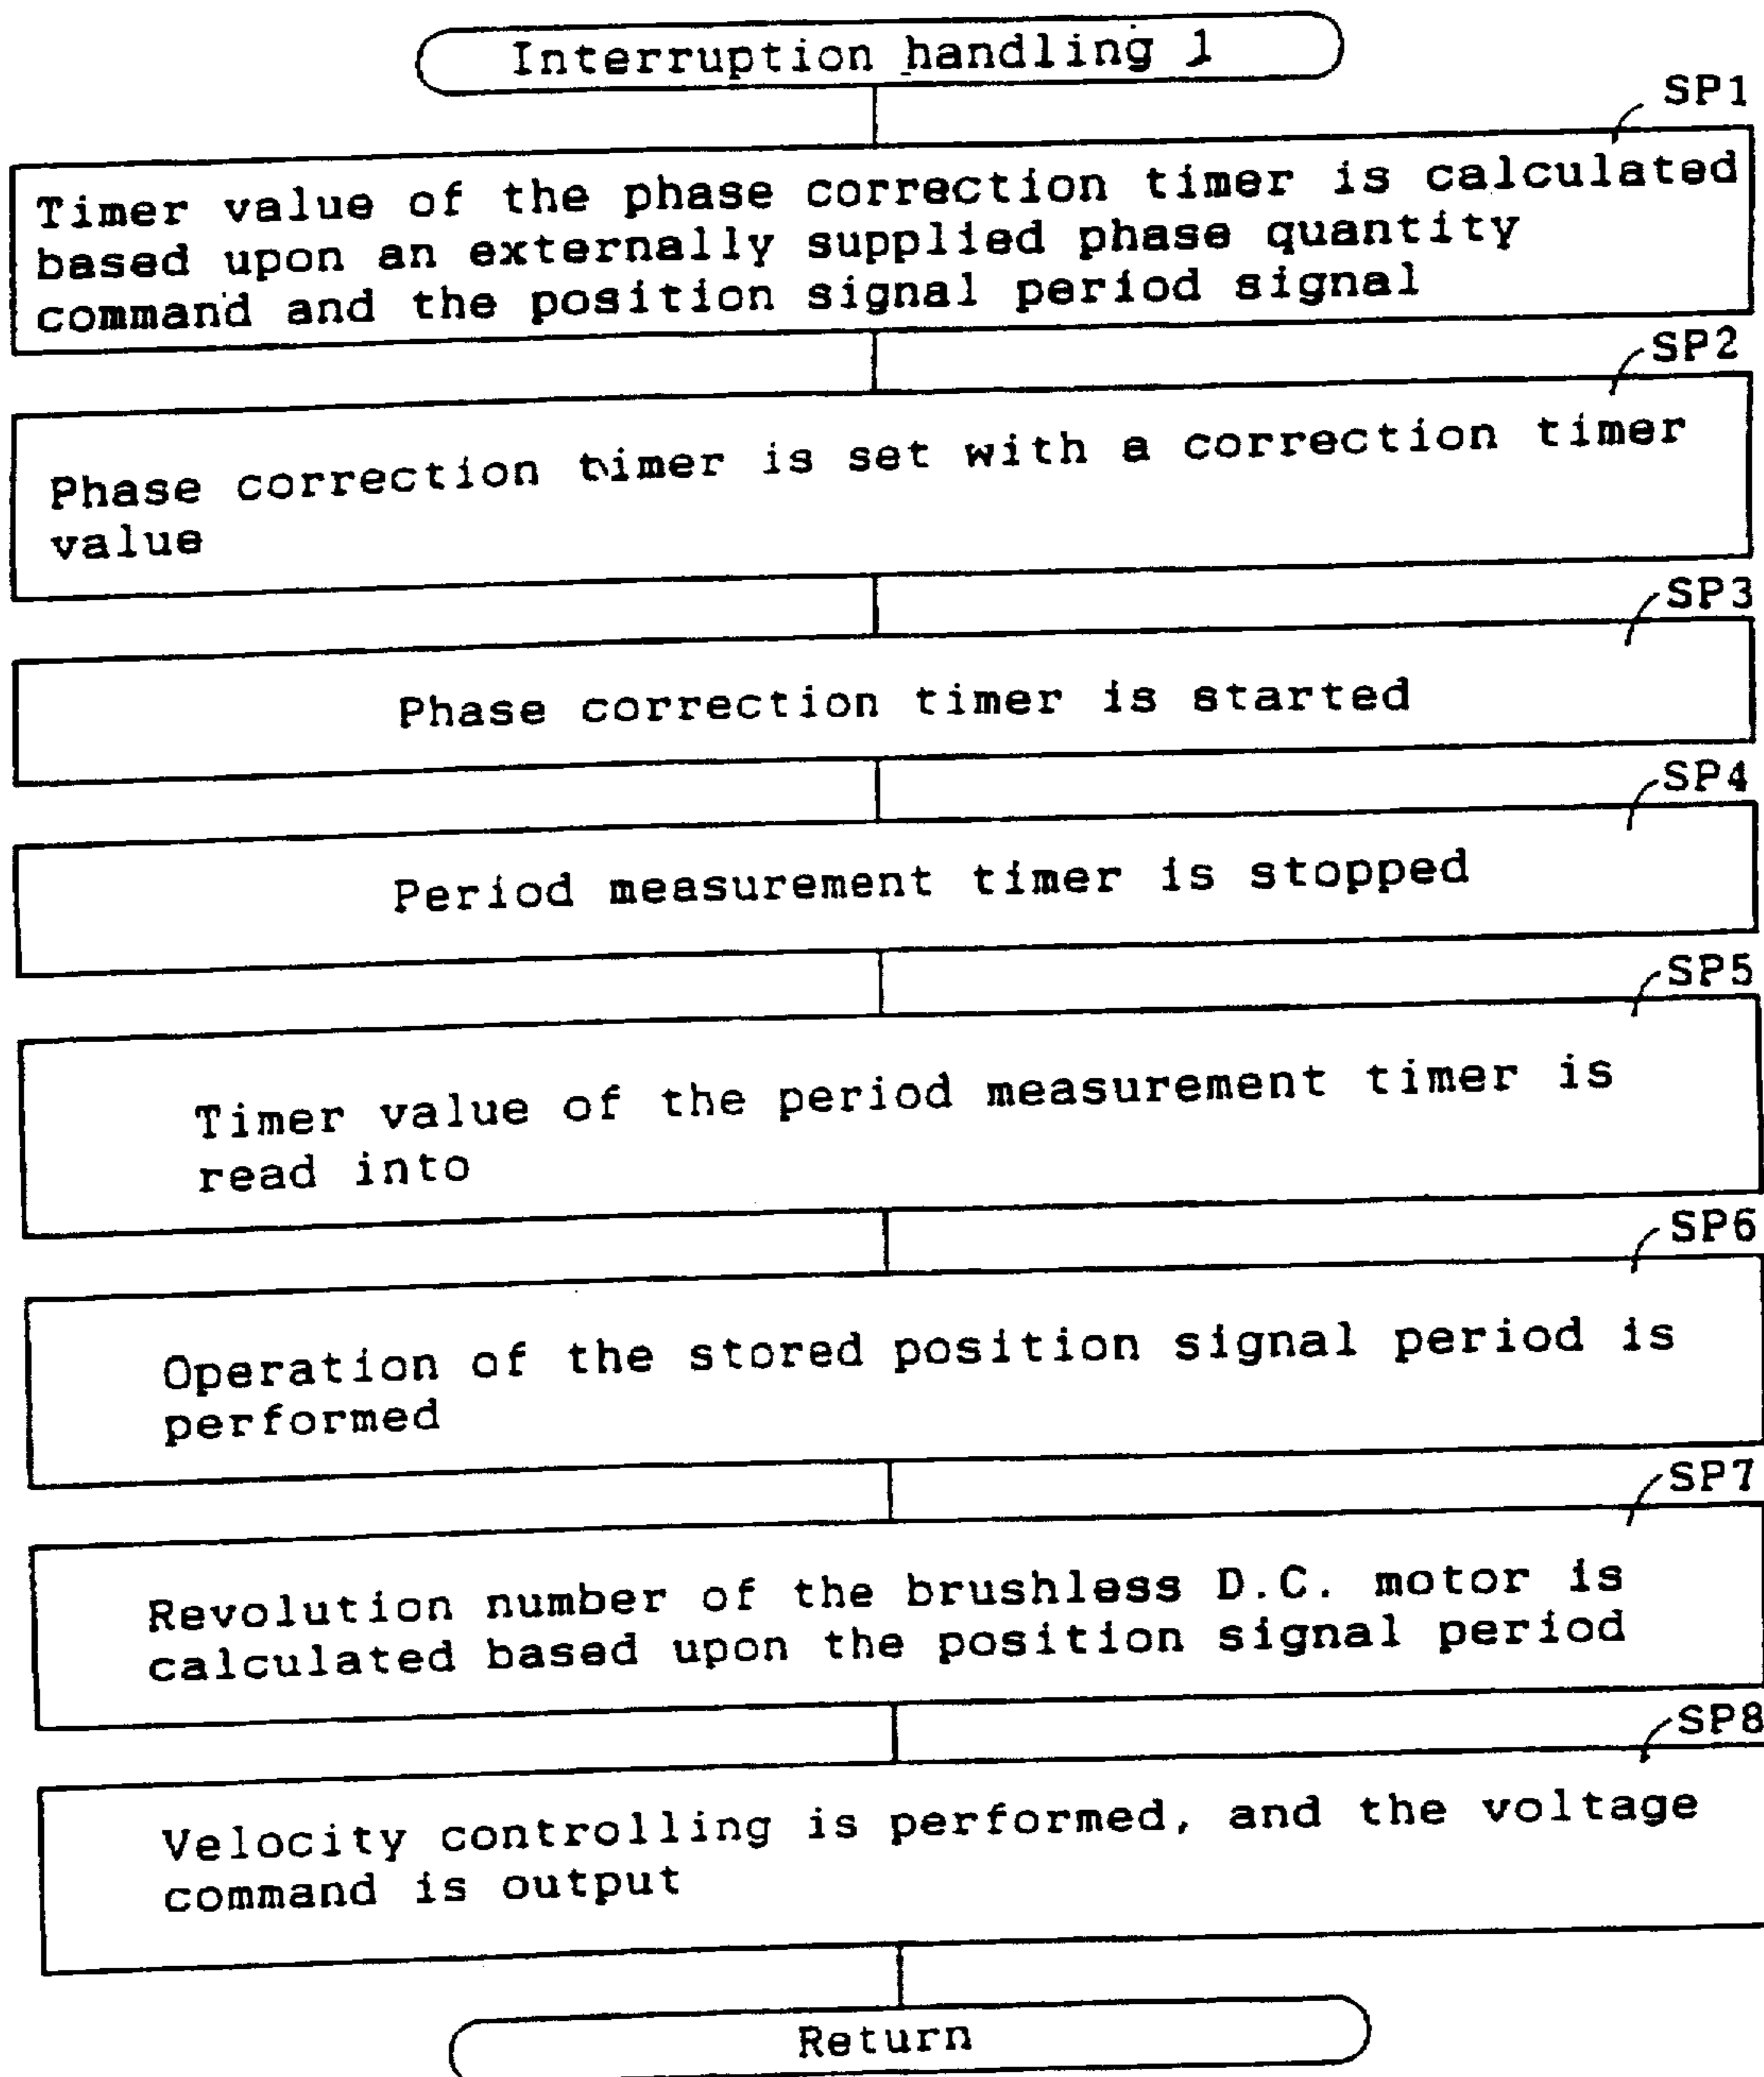 Interruption handling 1
SP1
Timer value of the phase correction timer is calculated
based upon an externally supplied phase quantity
command and the position signal period signal
SP2
Phase correction timer is set with a correction timer
value
SP3
Phase correction timer is started
SP4
Period measurement timer is stopped
SP5
Timer value of the period measurement timer is
read into
SP6
Operation of the stored position signal period is
performed
SP7
Revolution number of the brushless D.C. motor is
calculated based upon the position signal period
SP8
Velocity controlling is performed, and the voltage
command is output
Return